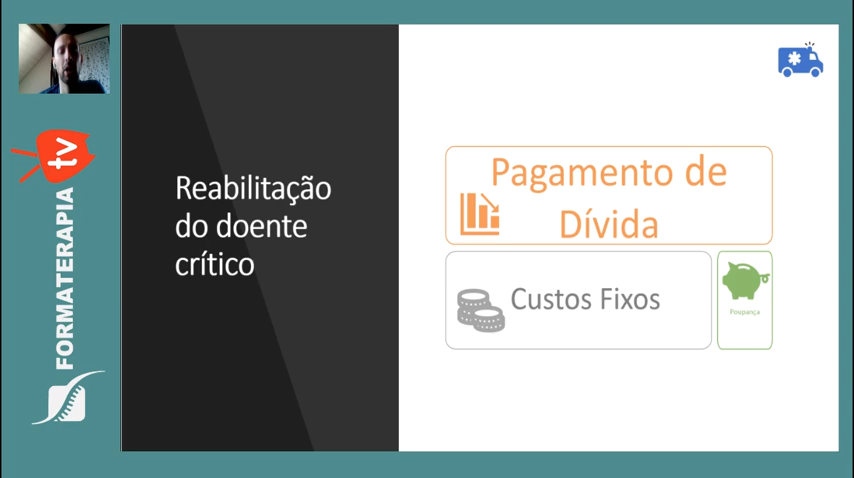 tv
FORMATERAPIA
Reabilitação
do doente
crítico
Pagamento de
Dívida
Custos Fixos
Poupança